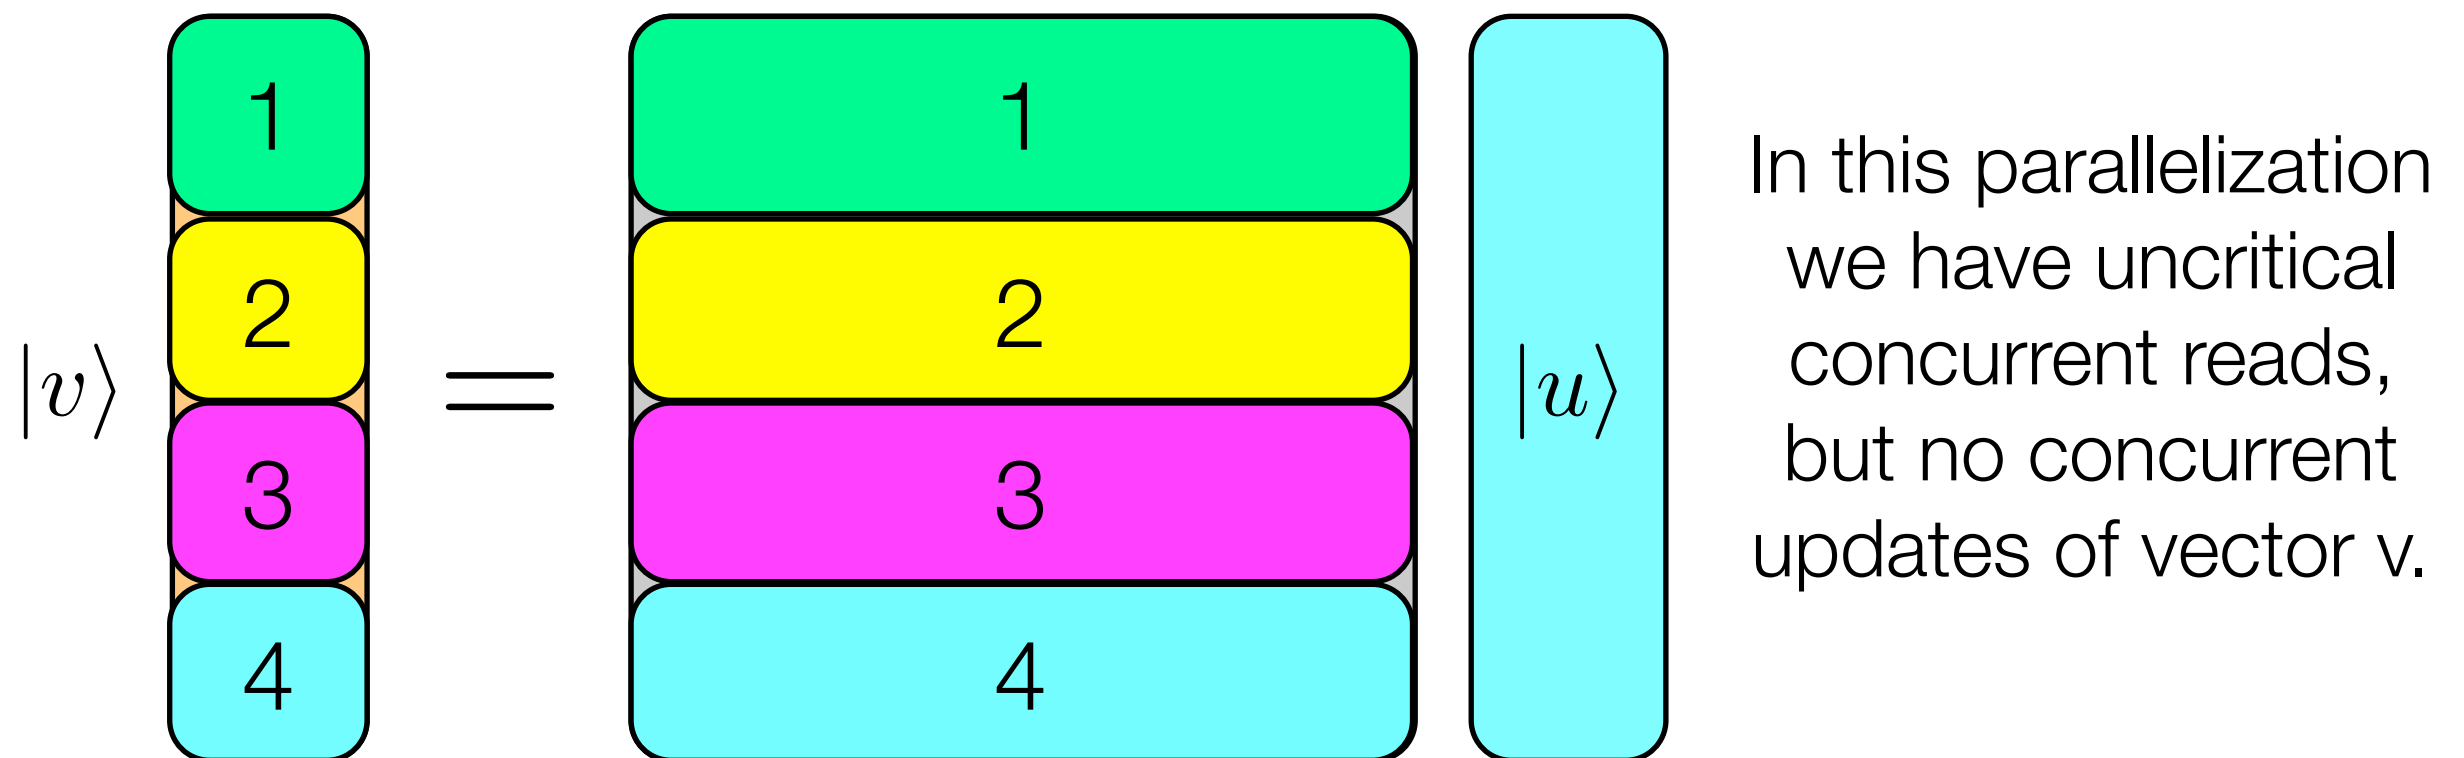 |v⟩ 1 = 1 |u⟩
2 2
3 3
4 4
In this parallelization
we have uncritical
concurrent reads,
but no concurrent
updates of vector v.